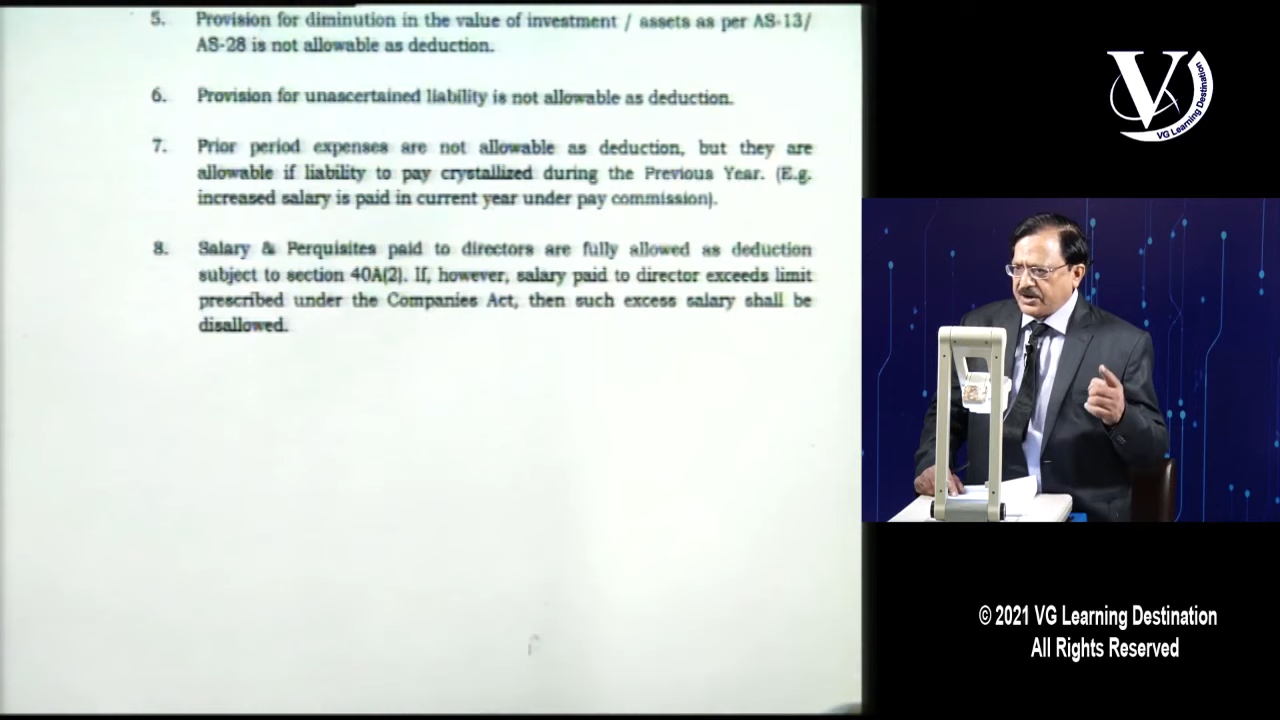 5. Provision for diminution in the value of investment / assets as per AS-13/
AS-28 is not allowable as deduction.
6. Provision for unascertained liability is not allowable as deduction.
7. Prior period expenses are not allowable as deduction, but they are
allowable if liability to pay crystallized during the Previous Year. (E.g.
increased salary is paid in current year under pay commission).
8. Salary & Perquisites paid to directors are fully allowed as deduction
subject to section 40A(2). If, however, salary paid to director exceeds limit
prescribed under the Companies Act, then such excess salary shall be
disallowed.
V
VG Learning Destination
© 2021 VG Learning Destination
All Rights Reserved